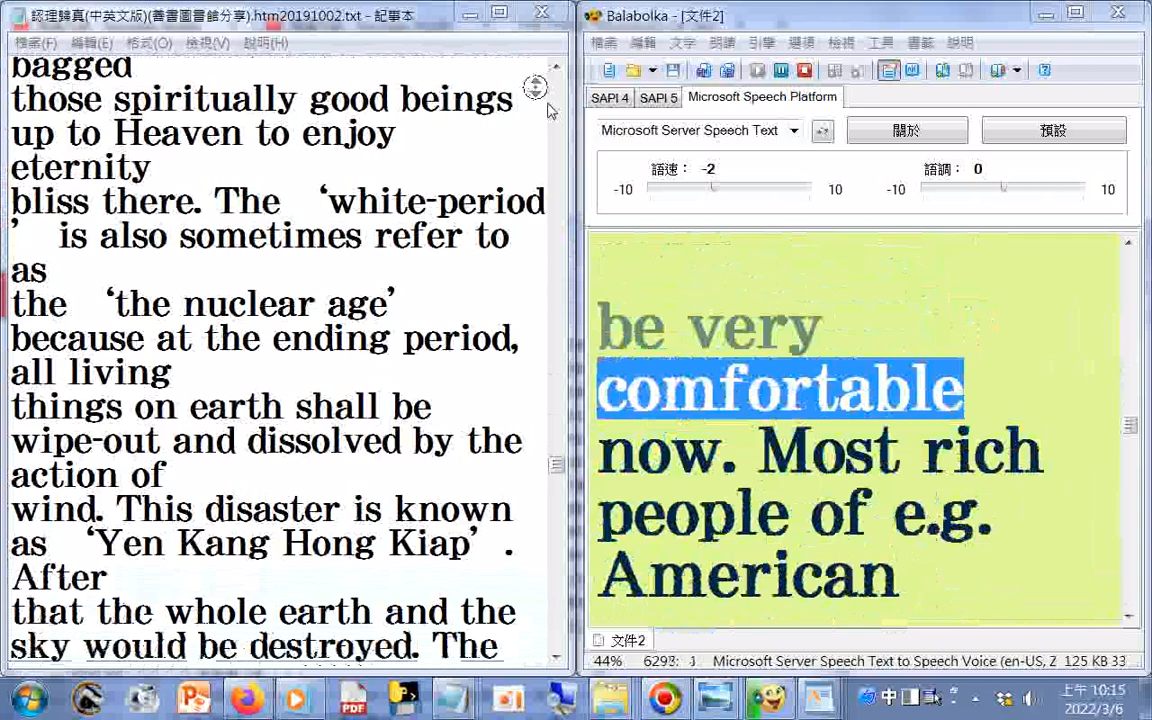 認理歸真(中英文版)(善書圖書館分享).htm20191002.txt - 記事本
檔案(F) 編輯(E) 格式(O) 檢視(V) 說明(H)
bagged
those spiritually good beings
up to Heaven to enjoy
eternity
bliss there. The ‘white-period
’ is also sometimes refer to
as
the ‘the nuclear age’
because at the ending period,
all living
things on earth shall be
wipe-out and dissolved by the
action of
wind. This disaster is known
as ‘Yen Kang Hong Kiap’ .
After
that the whole earth and the
sky would be destroyed. The
Balabolka - [文件2]
檔案 編輯 文字 朗讀 引擎 選項 檢視 工具 書籤 說明
SAPI 4 SAPI 5 Microsoft Speech Platform
Microsoft Server Speech Text 關於 預設
語速： -2 語調： 0
-10 10 -10 10
be very
comfortable
now. Most rich
people of e.g.
American
文件2
44% Microsoft Server Speech Text to Speech Voice (en-US, Z 125 KB 33
中
上午 10:15
2022/3/6